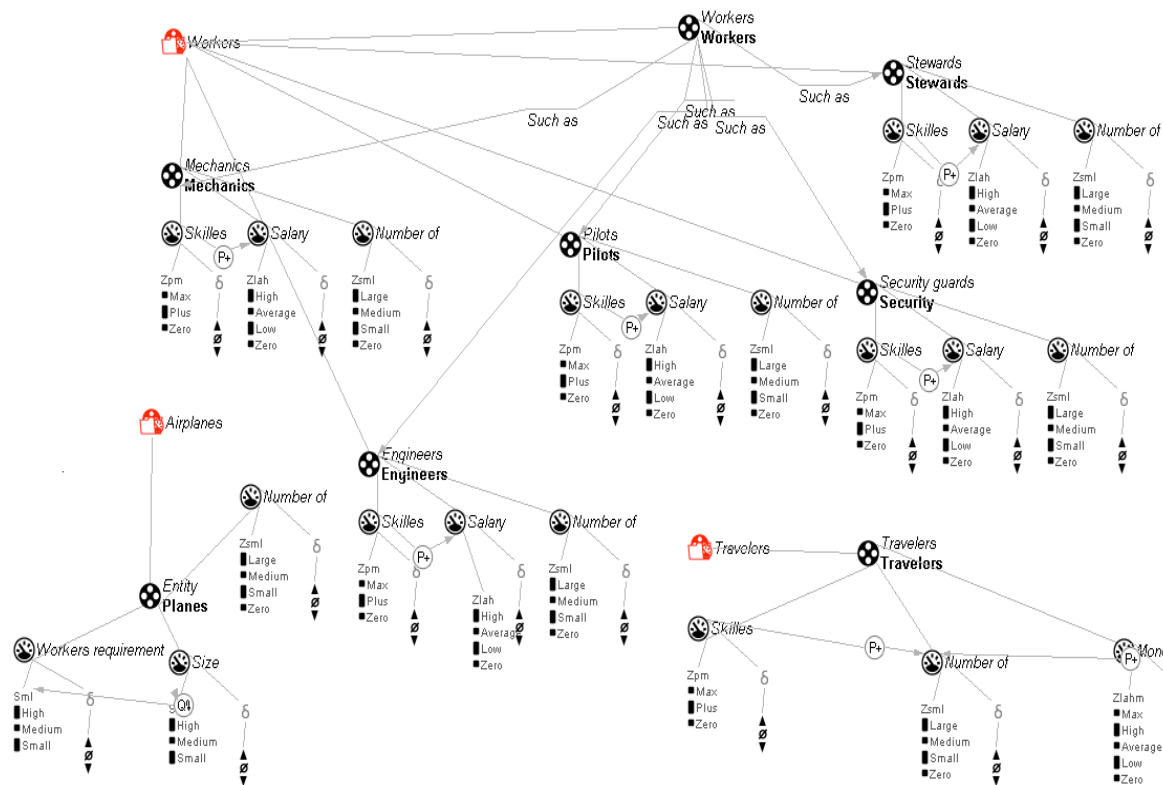 Workers
Workers
Workers
Stewards
Stewards
Such as
Such as
Such as
Such as
Such as
Skilles
Salary
Number of
P+
Zpm
Max
Plus
Zero
δ
Zlah
High
Average
Low
Zero
δ
Zsml
Large
Medium
Small
Zero
δ
Mechanics
Mechanics
Skilles
Salary
Number of
P+
Zpm
Max
Plus
Zero
δ
Zlah
High
Average
Low
Zero
δ
Zsml
Large
Medium
Small
Zero
δ
Pilots
Pilots
Skilles
Salary
Number of
P+
Zpm
Max
Plus
Zero
δ
Zlah
High
Average
Low
Zero
δ
Zsml
Large
Medium
Small
Zero
δ
Security guards
Security
Skilles
Salary
Number of
P+
Zpm
Max
Plus
Zero
δ
Zlah
High
Average
Low
Zero
δ
Zsml
Large
Medium
Small
Zero
δ
Airplanes
Engineers
Engineers
Skilles
Salary
Number of
P+
Zpm
Max
Plus
Zero
δ
Zlah
High
Average
Low
Zero
δ
Zsml
Large
Medium
Small
Zero
δ
Number of
Zsml
Large
Medium
Small
Zero
δ
Entity
Planes
Workers requirement
Size
Sml
High
Medium
Small
δ
High
Medium
Small
δ
Travelers
Travelers
Travelers
Skilles
P+
Number of
P+
Zpm
Max
Plus
Zero
δ
Zsml
Large
Medium
Small
Zero
δ
Zlahm
Max
High
Average
Low
Zero